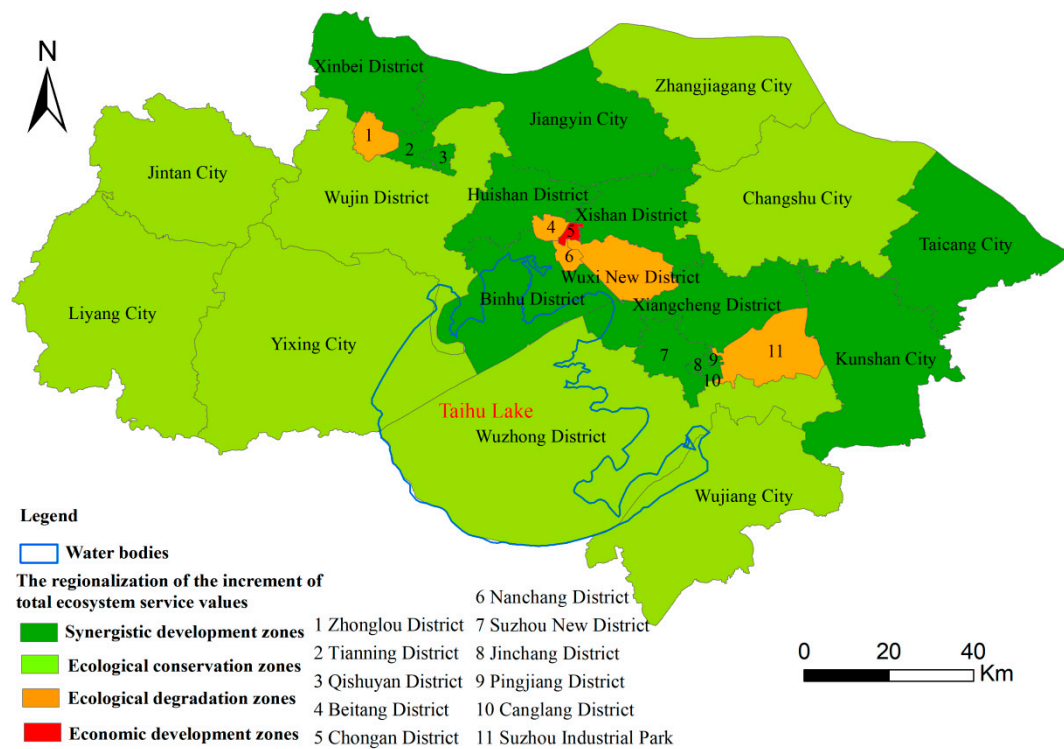 N
Xinbei District
Zhangjiagang City
Jiangyin City
1
2
3
Jintan City
Wujin District
Huishan District
Changshu City
Xishan District
4
5
6
Taicang City
Wuxi New District
Binhu District
Xiangcheng District
Liyang City
Yixing City
7
8
9
10
11
Kunshan City
Taihu Lake
Wuzhong District
Wujiang City
Legend
Water bodies
The regionalization of the increment of
total ecosystem service values
Synergistic development zones
Ecological conservation zones
Ecological degradation zones
Economic development zones
1 Zhonglou District
2 Tianning District
3 Qishuyan District
4 Beitang District
5 Chongan District
6 Nanchang District
7 Suzhou New District
8 Jinchang District
9 Pingjiang District
10 Canglang District
11 Suzhou Industrial Park
0 20 40
Km